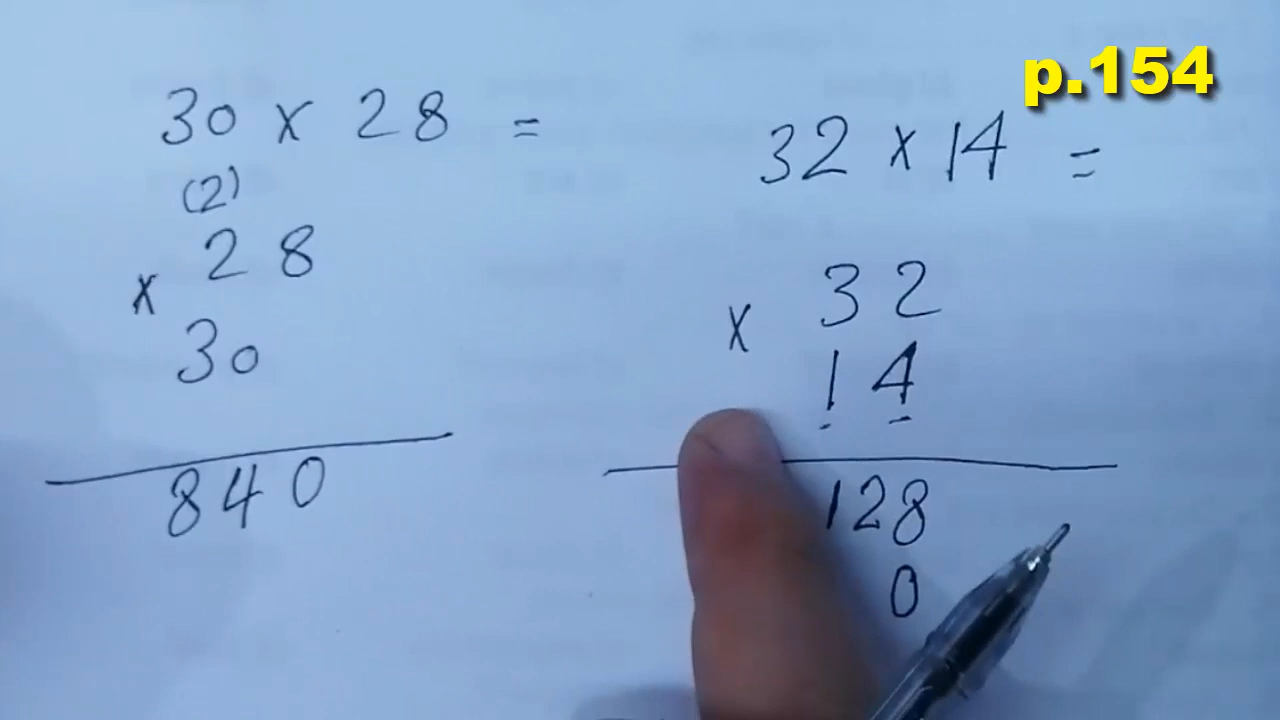 p.154
30 x 28 =
(2)
28
x
30
840
32 x 14 =
32
x
14
128
0